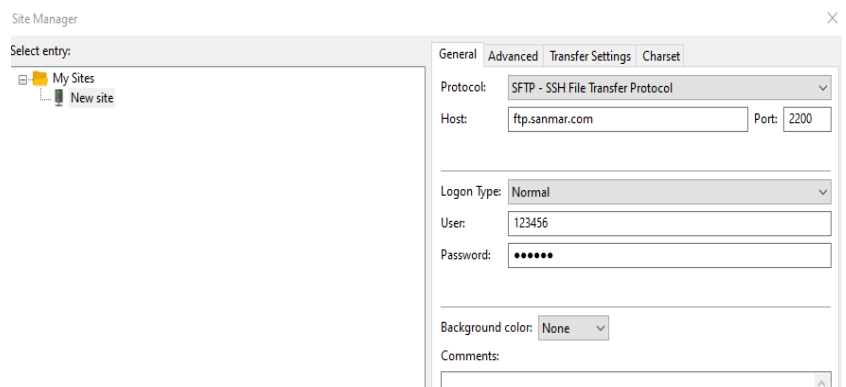 Site Manager
Select entry:
My Sites
New site
General Advanced Transfer Settings Charset
Protocol: SFTP - SSH File Transfer Protocol
Host: ftp.sanmar.com Port: 2200
Logon Type: Normal
User: 123456
Password: ••••••
Background color: None
Comments: